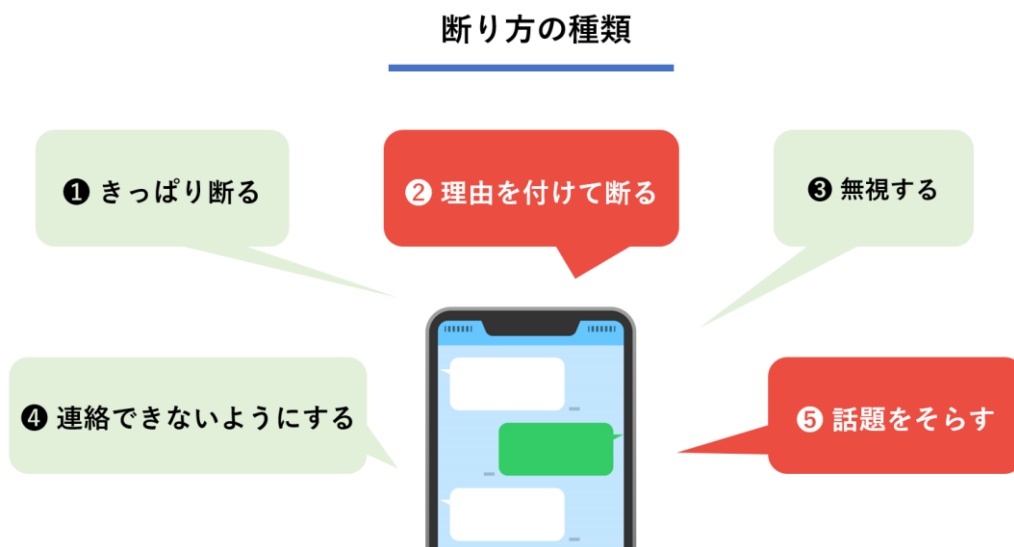 断り方の種類
❶ きっぱり断る
❷ 理由を付けて断る
❸ 無視する
❹ 連絡できないようにする
❺ 話題をそらす